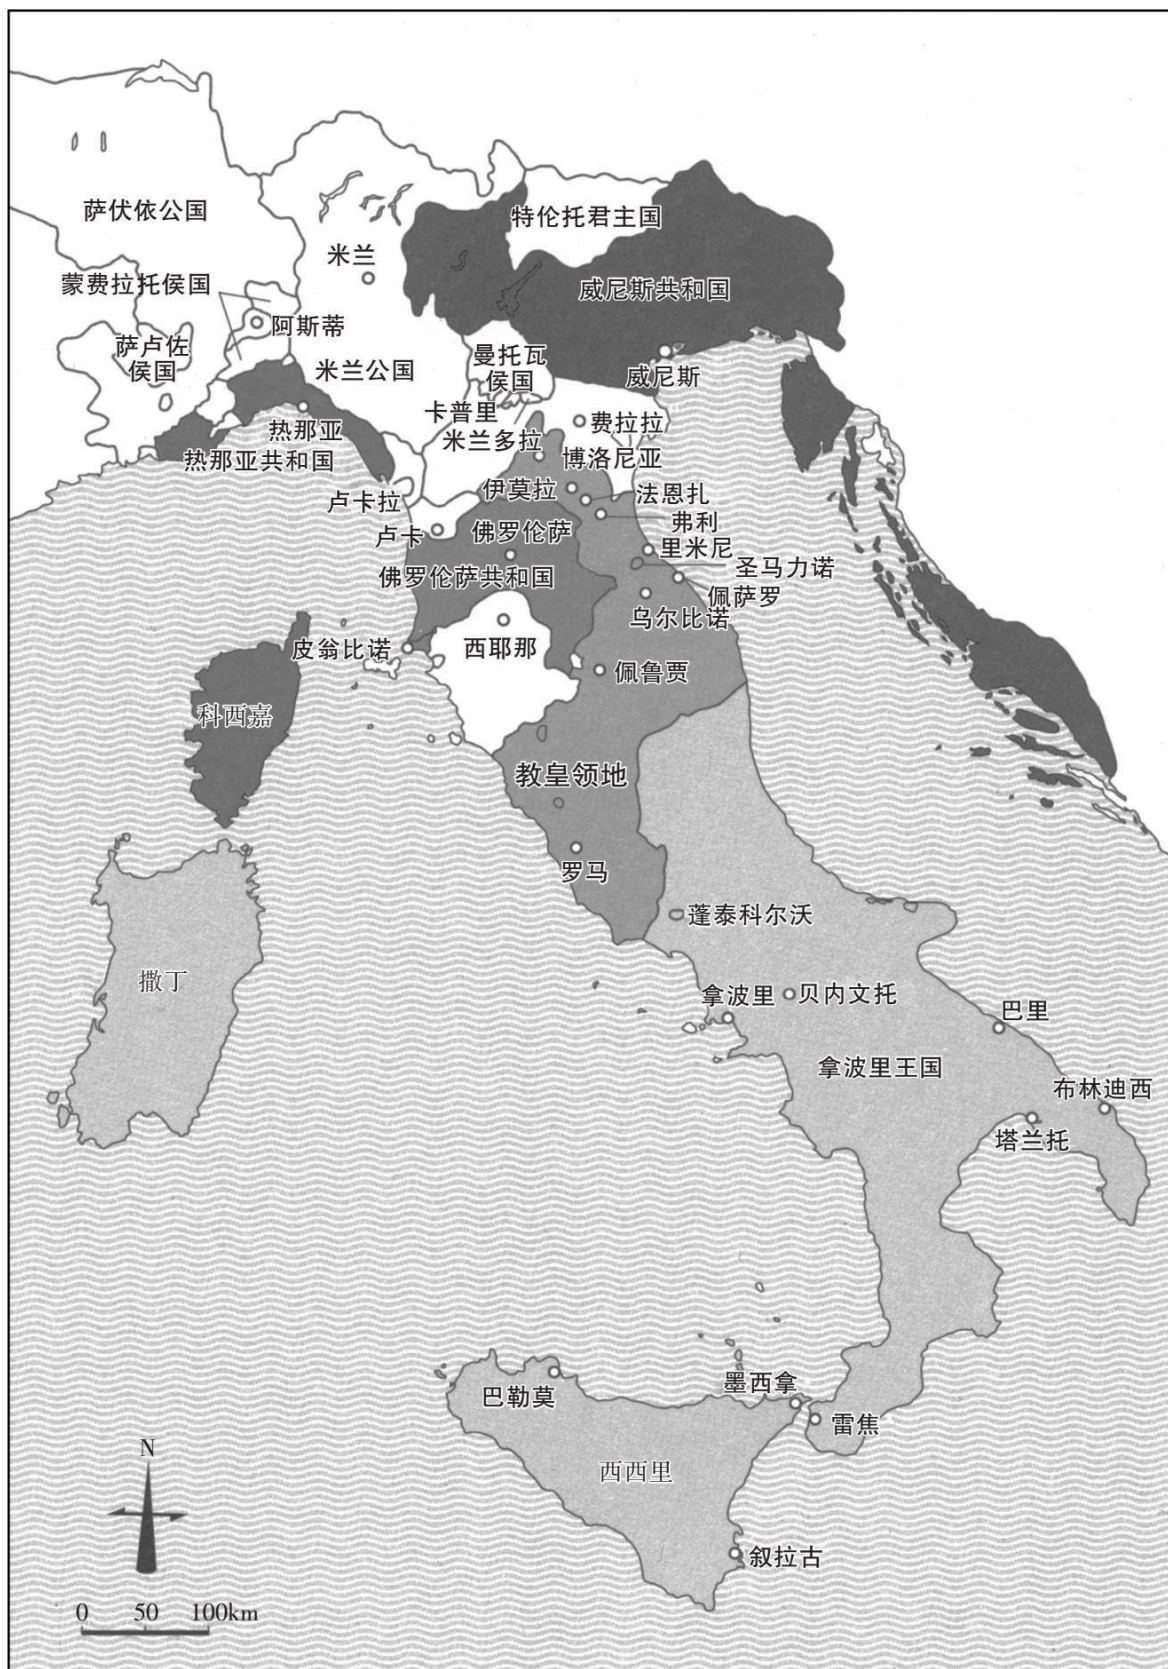 萨伏依公国
特伦托君主国
米兰
蒙费拉托侯国
威尼斯共和国
阿斯蒂
萨卢佐
侯国
米兰公国
曼托瓦
侯国
威尼斯
卡普里
费拉拉
热那亚
米兰多拉
热那亚共和国
博洛尼亚
卢卡拉
伊莫拉
法恩扎
弗利
卢卡
佛罗伦萨
里米尼
圣马力诺
佛罗伦萨共和国
佩萨罗
乌尔比诺
皮翁比诺
西耶那
佩鲁贾
科西嘉
教皇领地
罗马
蓬泰科尔沃
撒丁
拿波里
贝内文托
巴里
拿波里王国
布林迪西
塔兰托
墨西拿
巴勒莫
雷焦
西西里
N
叙拉古
0 50 100km